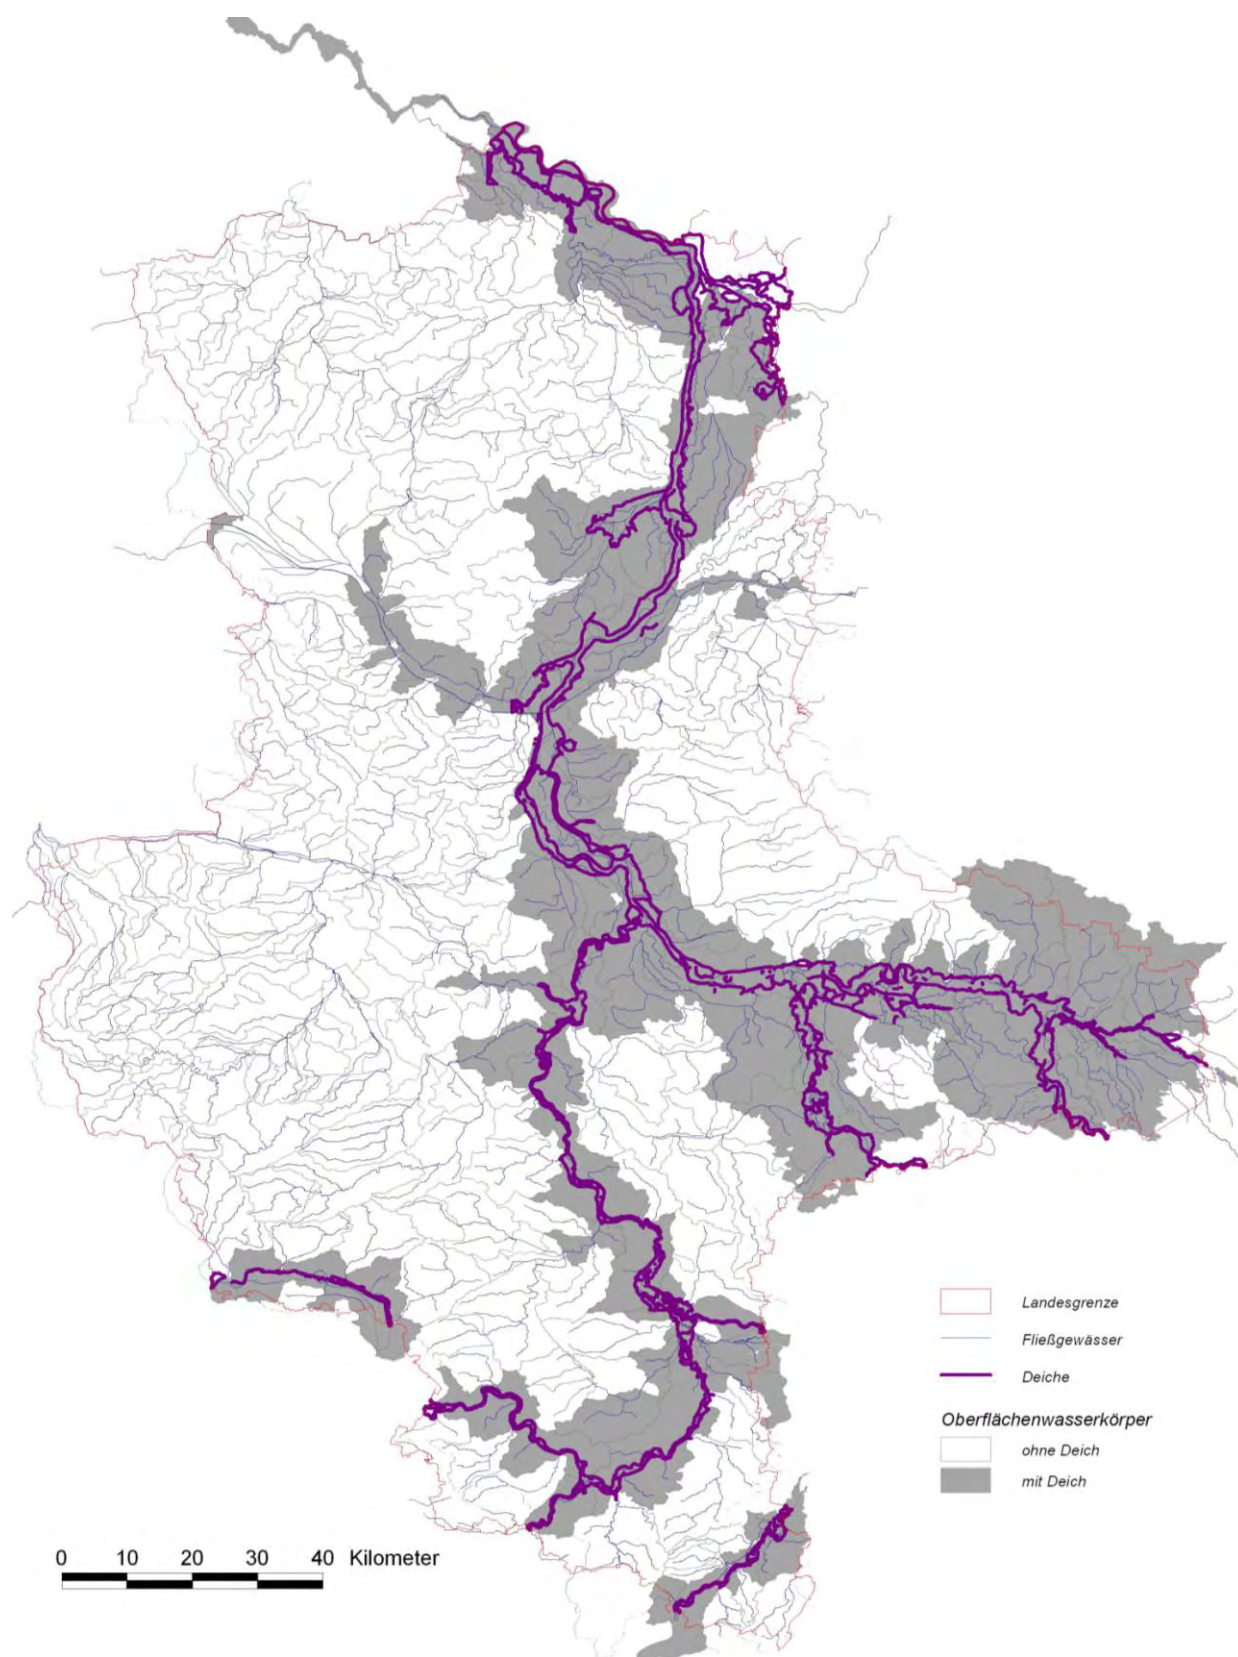 Landesgrenze
Fließgewässer
Deiche
Oberflächenwasserkörper
ohne Deich
mit Deich
0 10 20 30 40 Kilometer